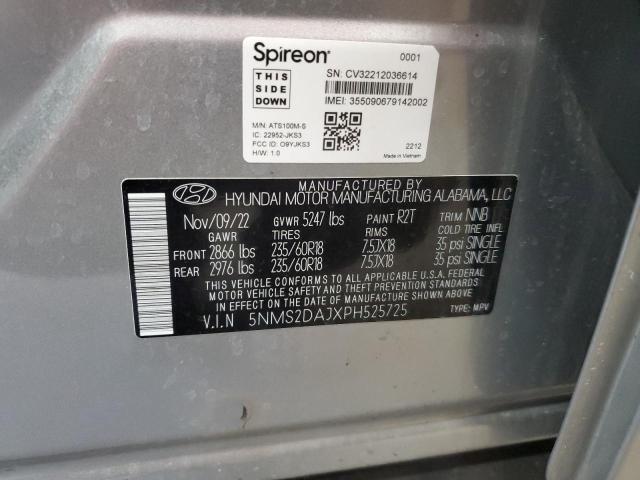 Spireon
0001
THIS
SIDE
DOWN
SN: CV32212036614
IMEI: 355090679142002
M/N: ATS100M-S
IC: 22952-JKS3
FCC ID: O9YJKS3
H/W: 1.0
2212
Made in Vietnam
MANUFACTURED BY
HYUNDAI MOTOR MANUFACTURING ALABAMA, LLC
Nov/09/22 GVWR 5247 lbs PAINT R2T TRIM NNB
GAWR TIRES RIMS COLD TIRE INFL
FRONT 2866 lbs 235/60R18 7.5JX18 35 psi SINGLE
REAR 2976 lbs 235/60R18 7.5JX18 35 psi SINGLE
THIS VEHICLE CONFORMS TO ALL APPLICABLE U.S.A. FEDERAL
MOTOR VEHICLE SAFETY AND THEFT PREVENTION STANDARDS
IN EFFECT ON THE DATE OF MANUFACTURE SHOWN ABOVE.
V.I.N 5NMS2DAJXPH525725 TYPE: MPV